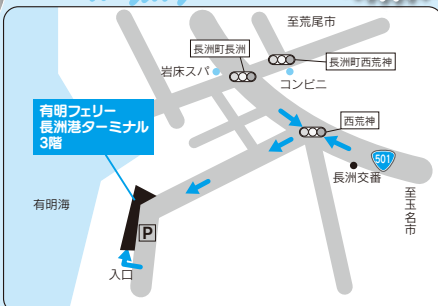 至荒尾市
長洲町長洲
長洲町西荒神
岩床スパ
コンビニ
有明フェリー
長洲港ターミナル
3階
西荒神
501
長洲交番
至玉名市
有明海
P
入口